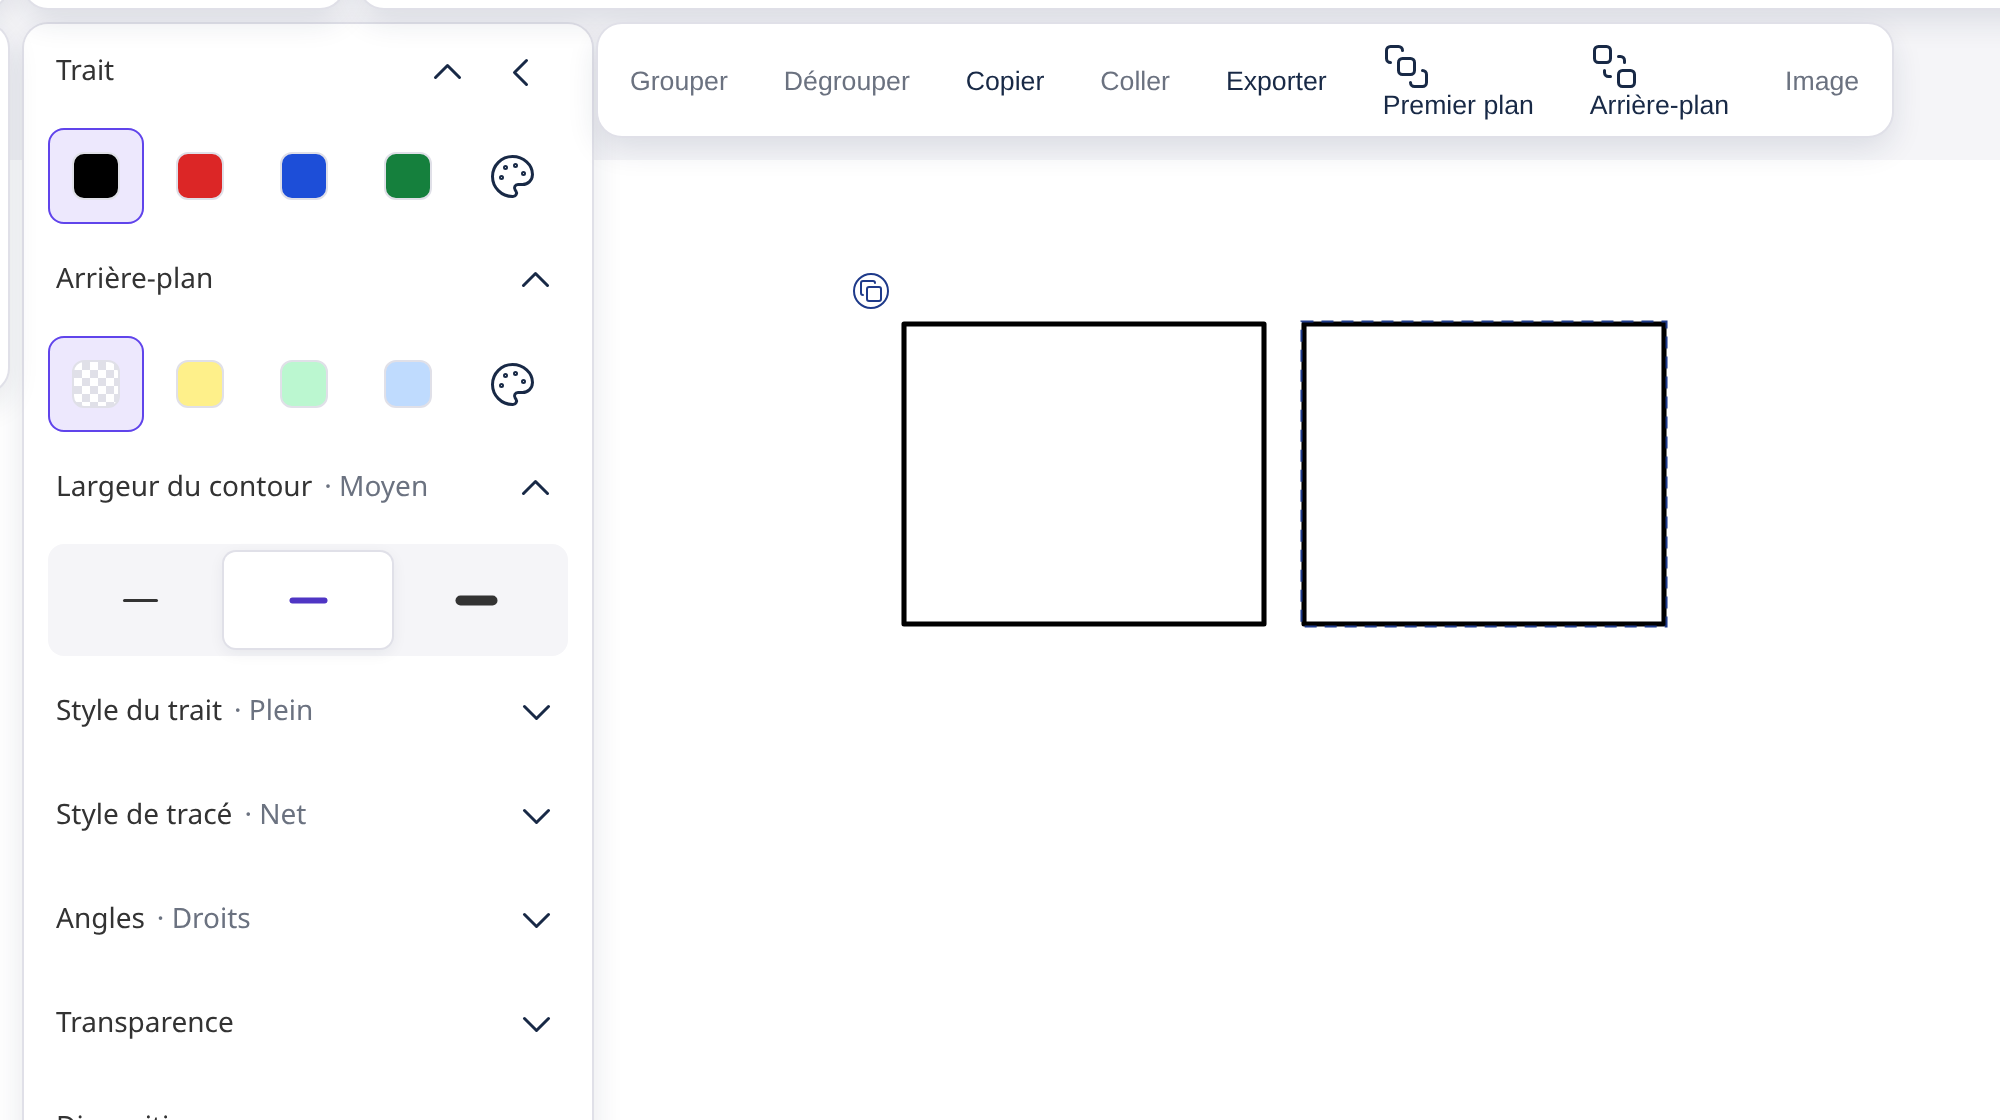 Trait
Grouper Dégrouper Copier Coller Exporter Premier plan Arrière-plan Image
Arrière-plan
Largeur du contour · Moyen
Style du trait · Plein
Style de tracé · Net
Angles · Droits
Transparence